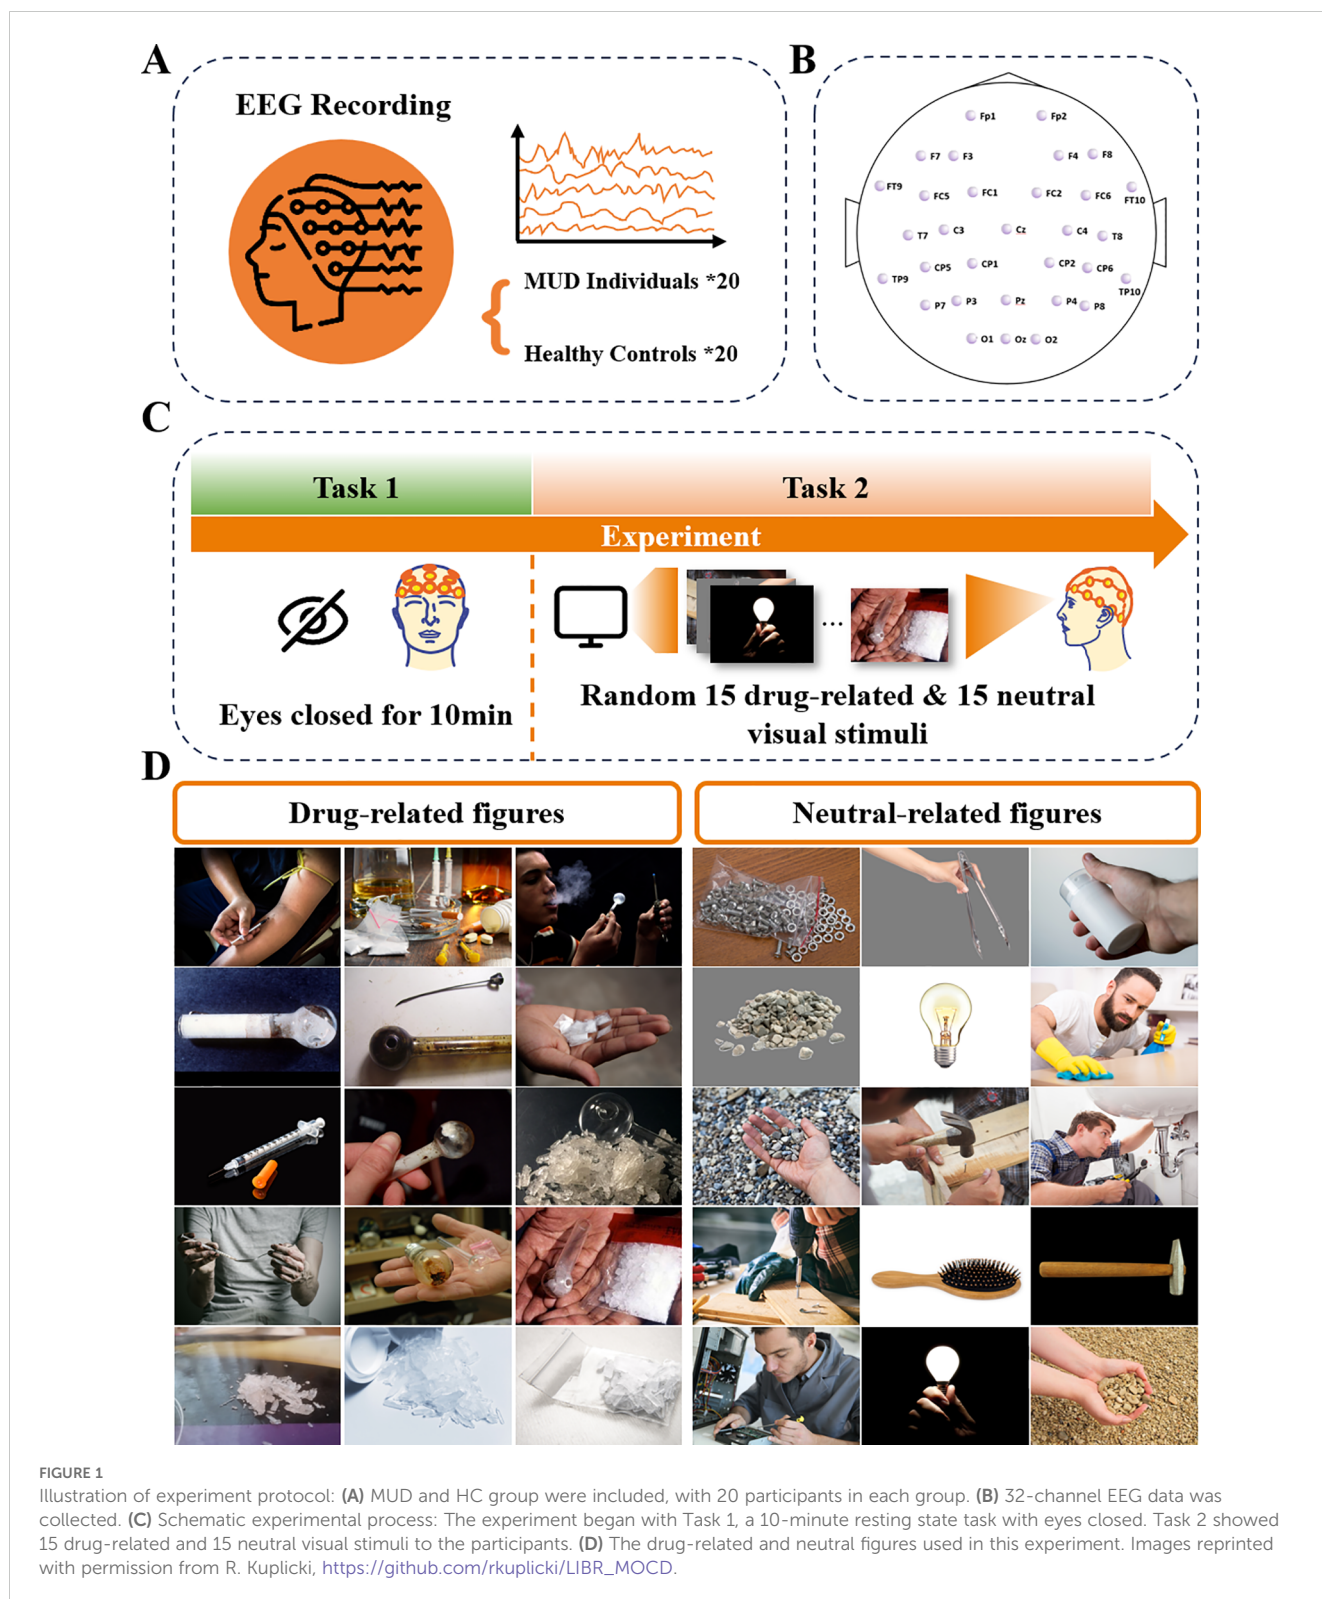 A
EEG Recording
MUD Individuals *20
Healthy Controls *20
B
Fp1 Fp2
F7 F3 F4 F8
FT9 FC5 FC1 FC2 FC6 FT10
T7 C3 Cz C4 T8
TP9 CP5 CP1 CP2 CP6 TP10
P7 P3 Pz P4 P8
O1 Oz O2
C
Task 1 Task 2
Experiment
...
Eyes closed for 10min
Random 15 drug-related & 15 neutral
visual stimuli
D
Drug-related figures Neutral-related figures
FIGURE 1
Illustration of experiment protocol: (A) MUD and HC group were included, with 20 participants in each group. (B) 32-channel EEG data was
collected. (C) Schematic experimental process: The experiment began with Task 1, a 10-minute resting state task with eyes closed. Task 2 showed
15 drug-related and 15 neutral visual stimuli to the participants. (D) The drug-related and neutral figures used in this experiment. Images reprinted
with permission from R. Kuplicki, https://github.com/rkuplicki/LIBR_MOCD.